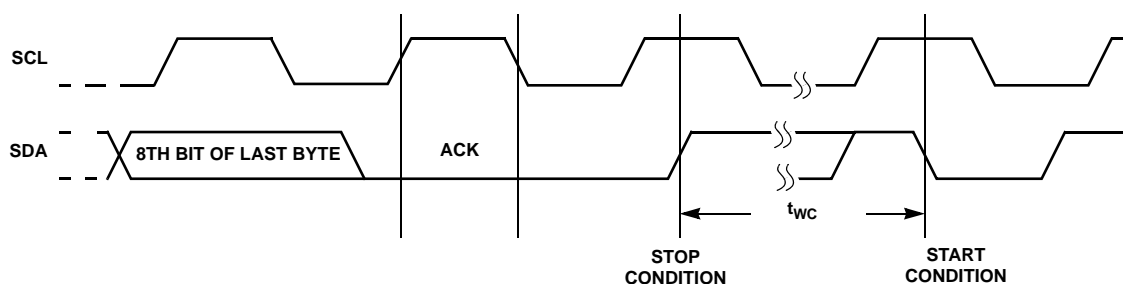 SCL
SDA
8TH BIT OF LAST BYTE
ACK
tWC
STOP
CONDITION
START
CONDITION